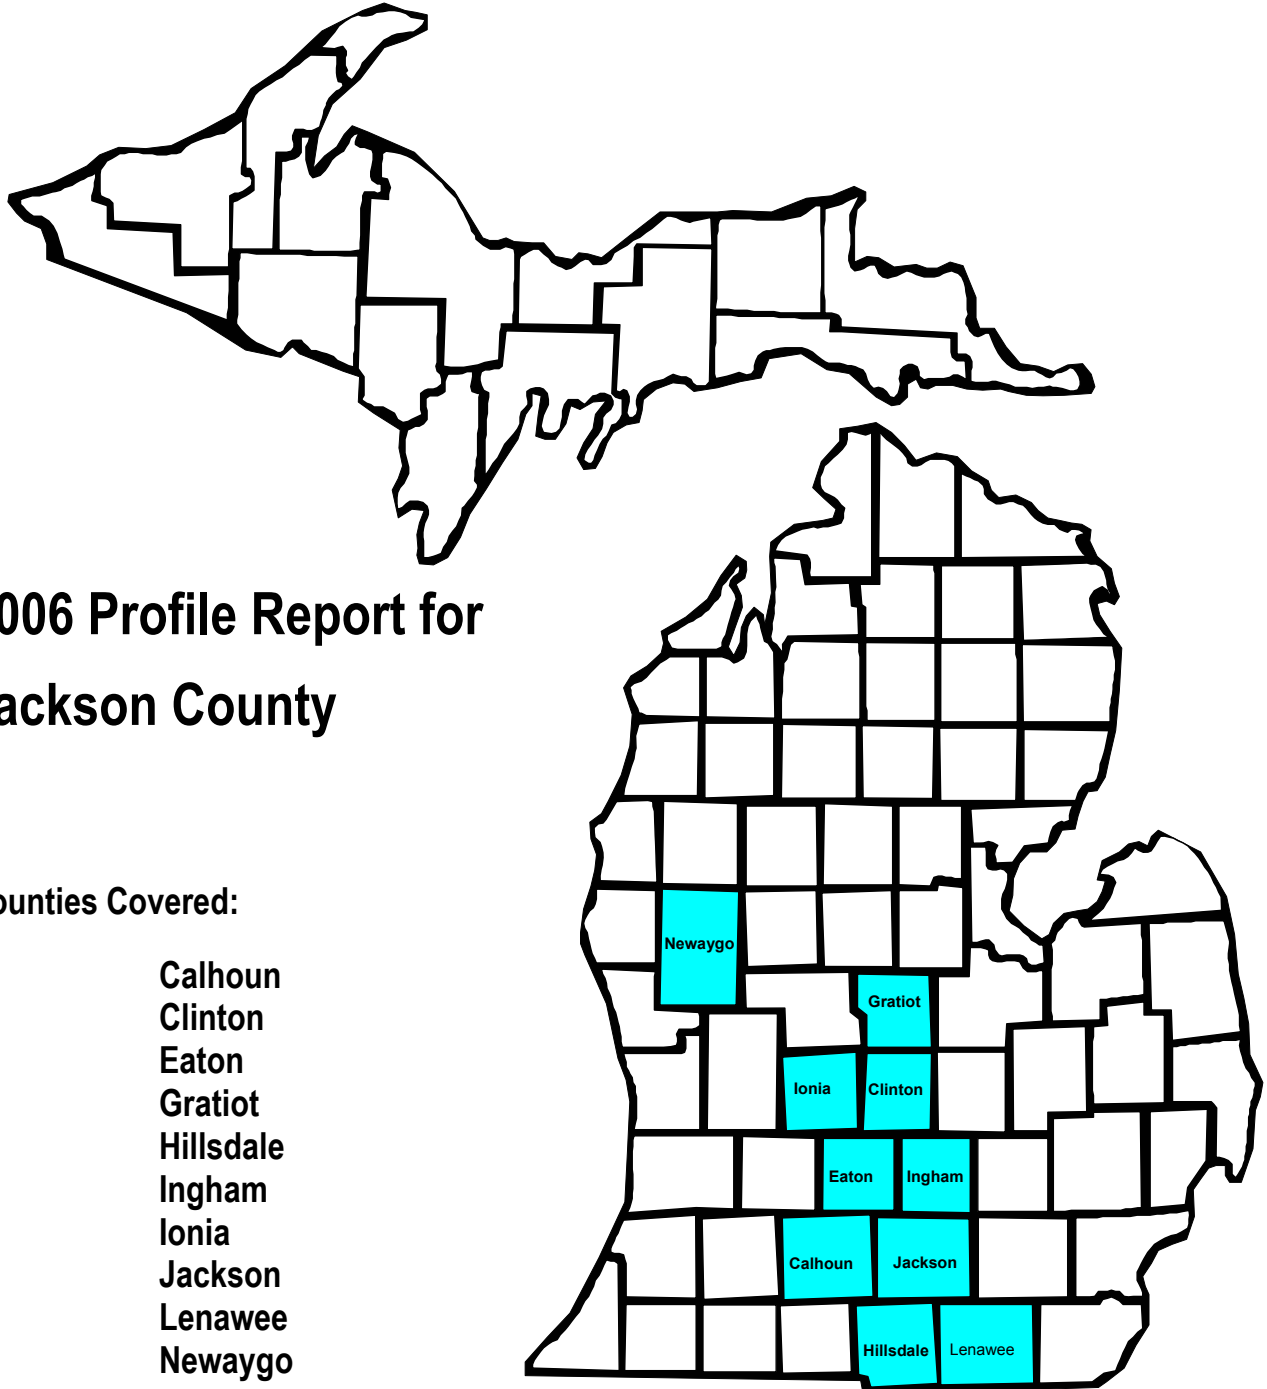 006 Profile Report for
ackson County
ounties Covered:
Calhoun
Clinton
Eaton
Gratiot
Hillsdale
Ingham
Ionia
Jackson
Lenawee
Newaygo
Newaygo
Gratiot
Ionia
Clinton
Eaton
Ingham
Calhoun
Jackson
Hillsdale
Lenawee